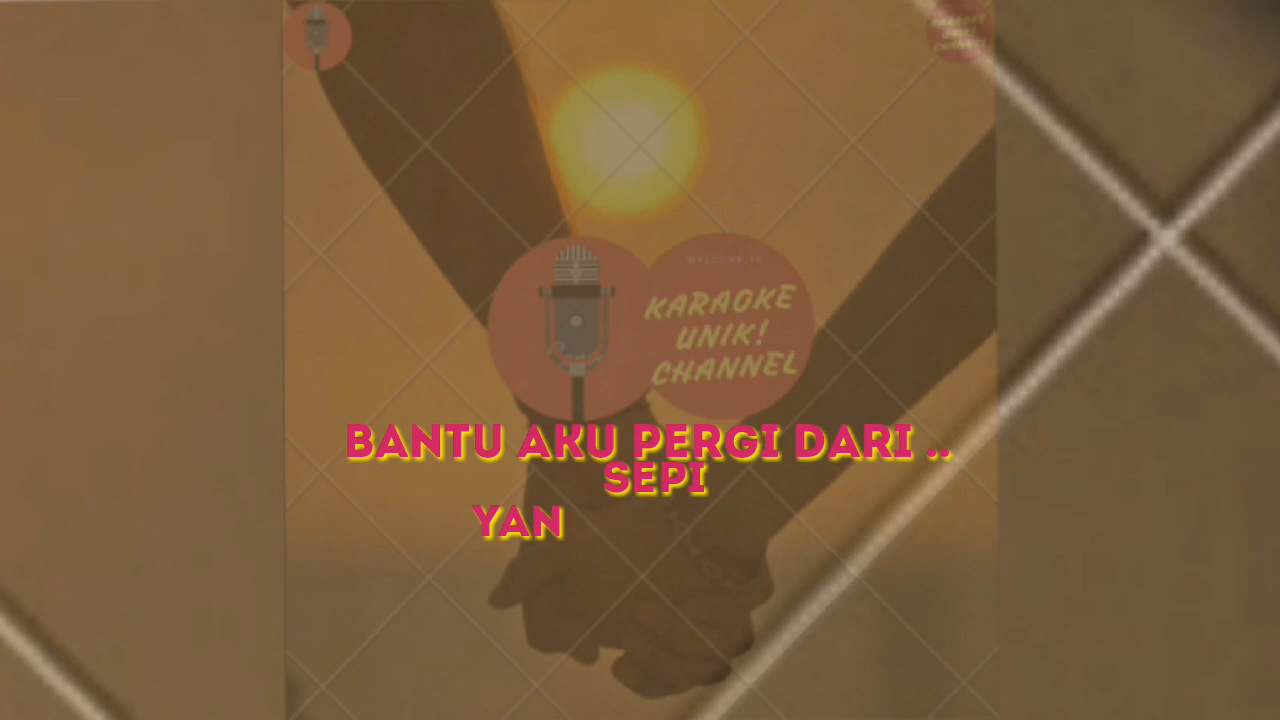 WELCOME TO
KARAOKE
UNIK!
CHANNEL
BANTU AKU PERGI DARI ..
SEPI
YAN